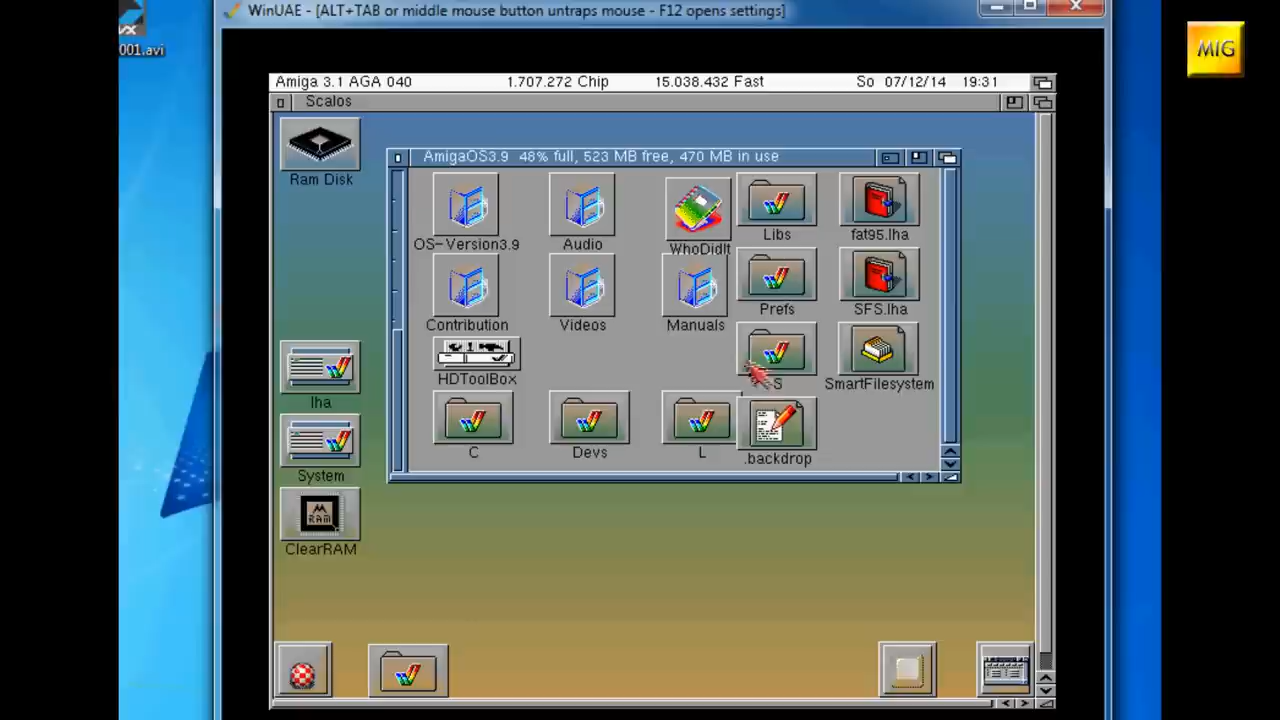 WinUAE - [ALT+TAB or middle mouse button untraps mouse - F12 opens settings]
001.avi
MIG
Amiga 3.1 AGA 040 1.707.272 Chip 15.038.432 Fast So 07/12/14 19:31
Scalos
Ram Disk
AmigaOS3.9 48% full, 523 MB free, 470 MB in use
OS-Version3.9 Audio WhoDidIt Libs fat95.lha
Contribution Videos Manuals Prefs SFS.lha
HDToolBox S SmartFilesystem
C Devs L .backdrop
lha
System
RAM
ClearRAM